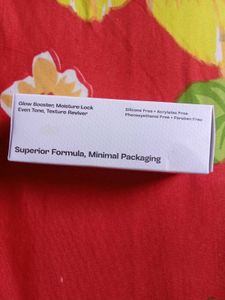 Glow Booster, Moisture Lock
Even Tone, Texture Reviver
Silicone Free • Acrylates Free
Phenoxyethanol Free • Paraben Free
Superior Formula, Minimal Packaging